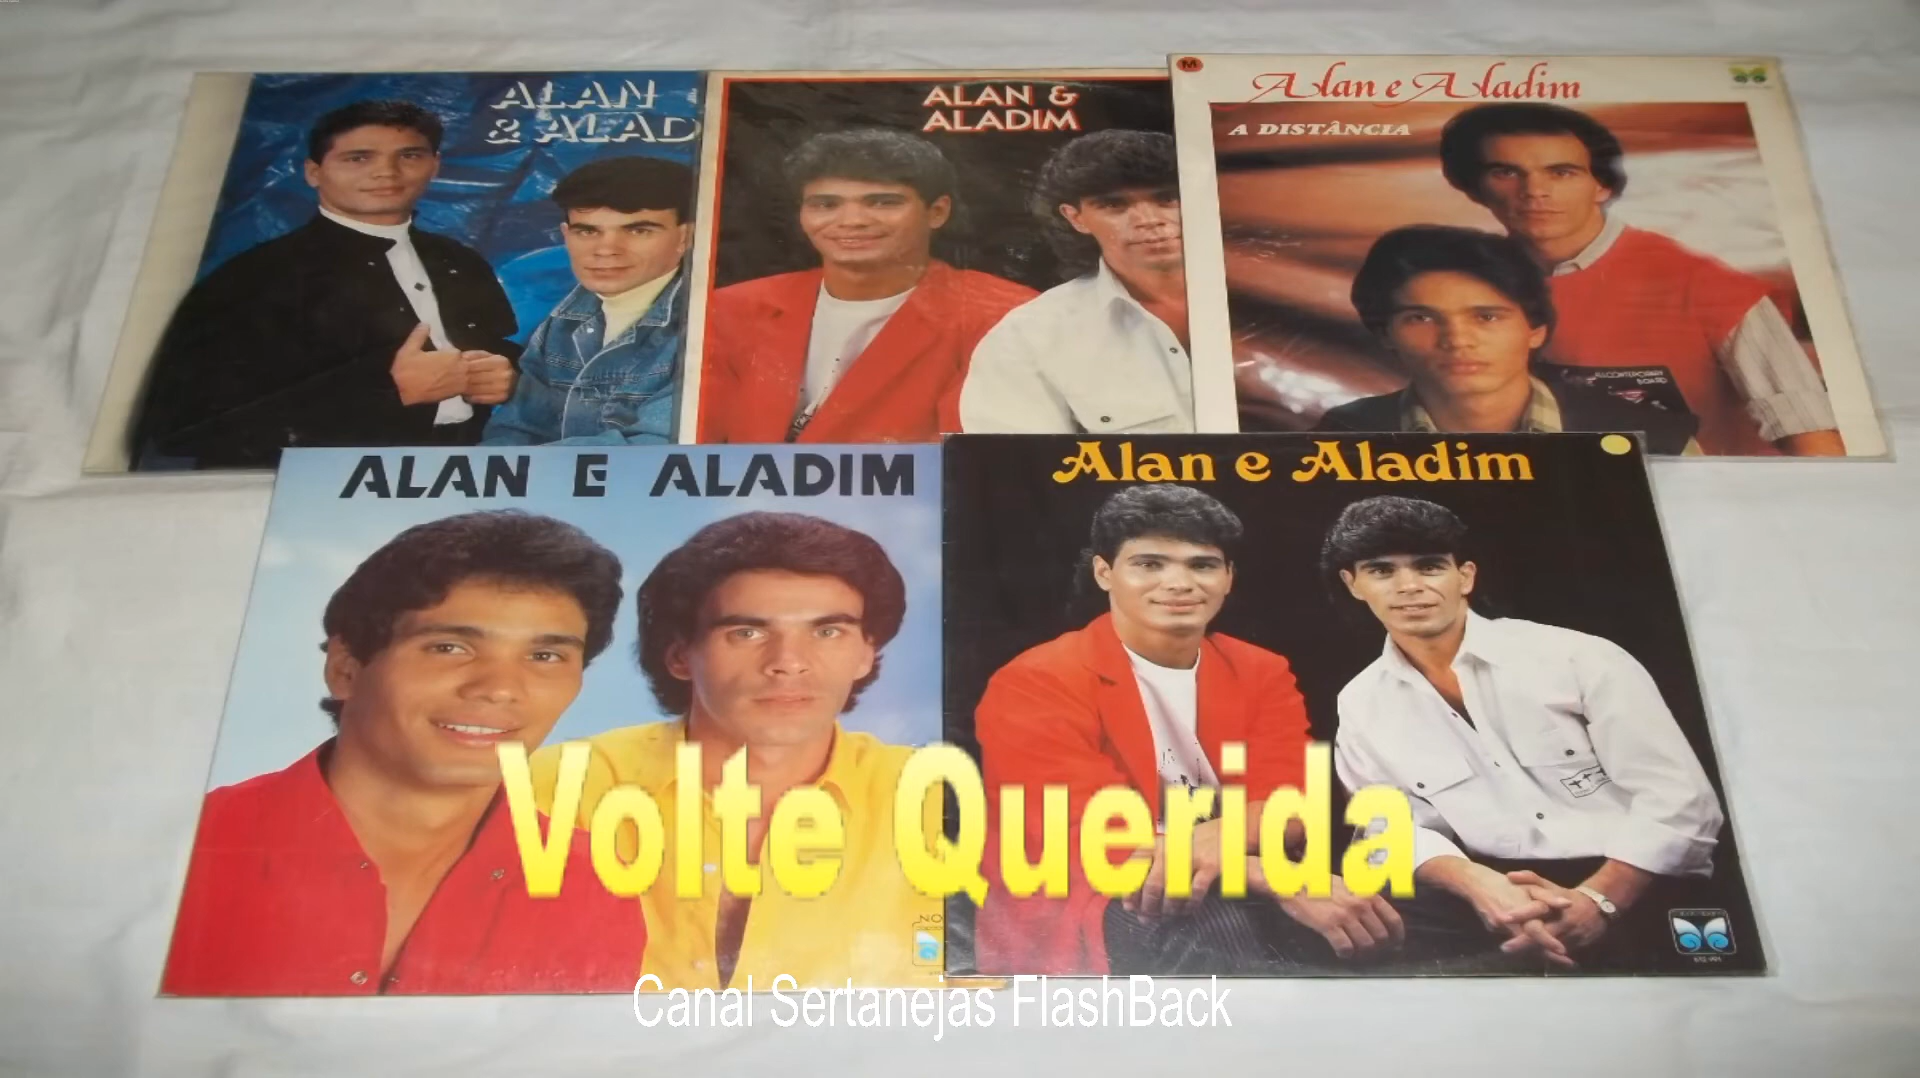 ALAN
& ALAD
ALAN &
ALADIM
M
Alan e Aladim
A DISTÂNCIA
ALAN E ALADIM
Alan e Aladim
Volte Querida
Canal Sertanejas FlashBack